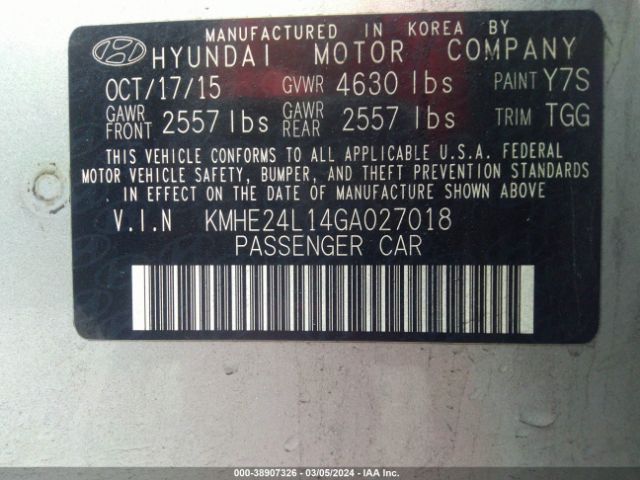 MANUFACTURED IN KOREA BY
HYUNDAI MOTOR COMPANY
OCT/17/15 GVWR 4630 lbs PAINT Y7S
GAWR FRONT 2557 lbs GAWR REAR 2557 lbs TRIM TGG
THIS VEHICLE CONFORMS TO ALL APPLICABLE U.S.A. FEDERAL
MOTOR VEHICLE SAFETY, BUMPER, AND THEFT PREVENTION STANDARDS
IN EFFECT ON THE DATE OF MANUFACTURE SHOWN ABOVE
V.I.N KMHE24L14GA027018
PASSENGER CAR
000-38907326 — 03/05/2024 — IAA Inc.